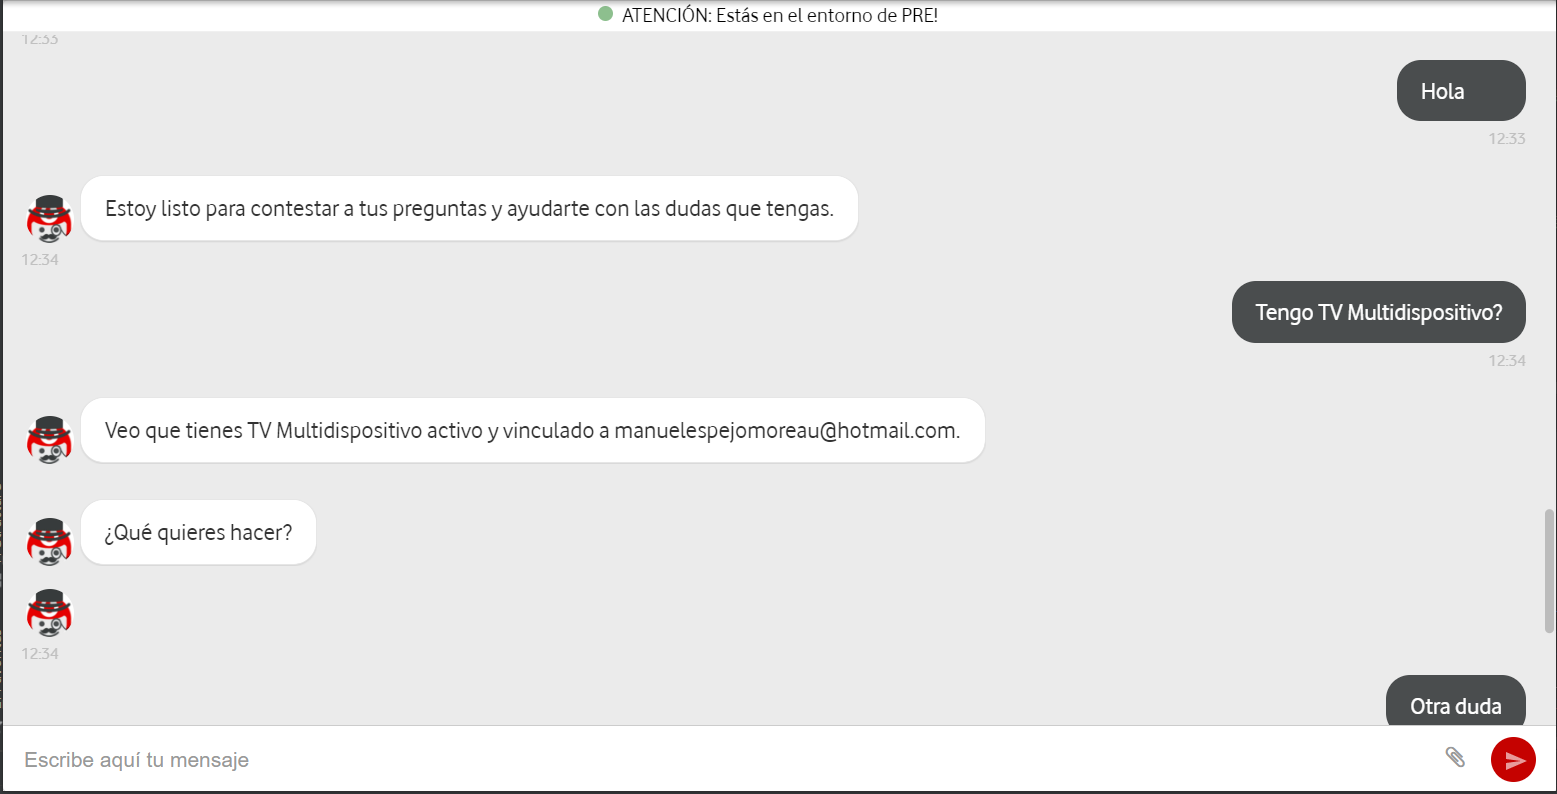 ATENCIÓN: Estás en el entorno de PRE!
12:33
Hola
12:33
Estoy listo para contestar a tus preguntas y ayudarte con las dudas que tengas.
12:34
Tengo TV Multidispositivo?
12:34
Veo que tienes TV Multidispositivo activo y vinculado a manuelespejomoreau@hotmail.com.
¿Qué quieres hacer?
12:34
Otra duda
Escribe aquí tu mensaje